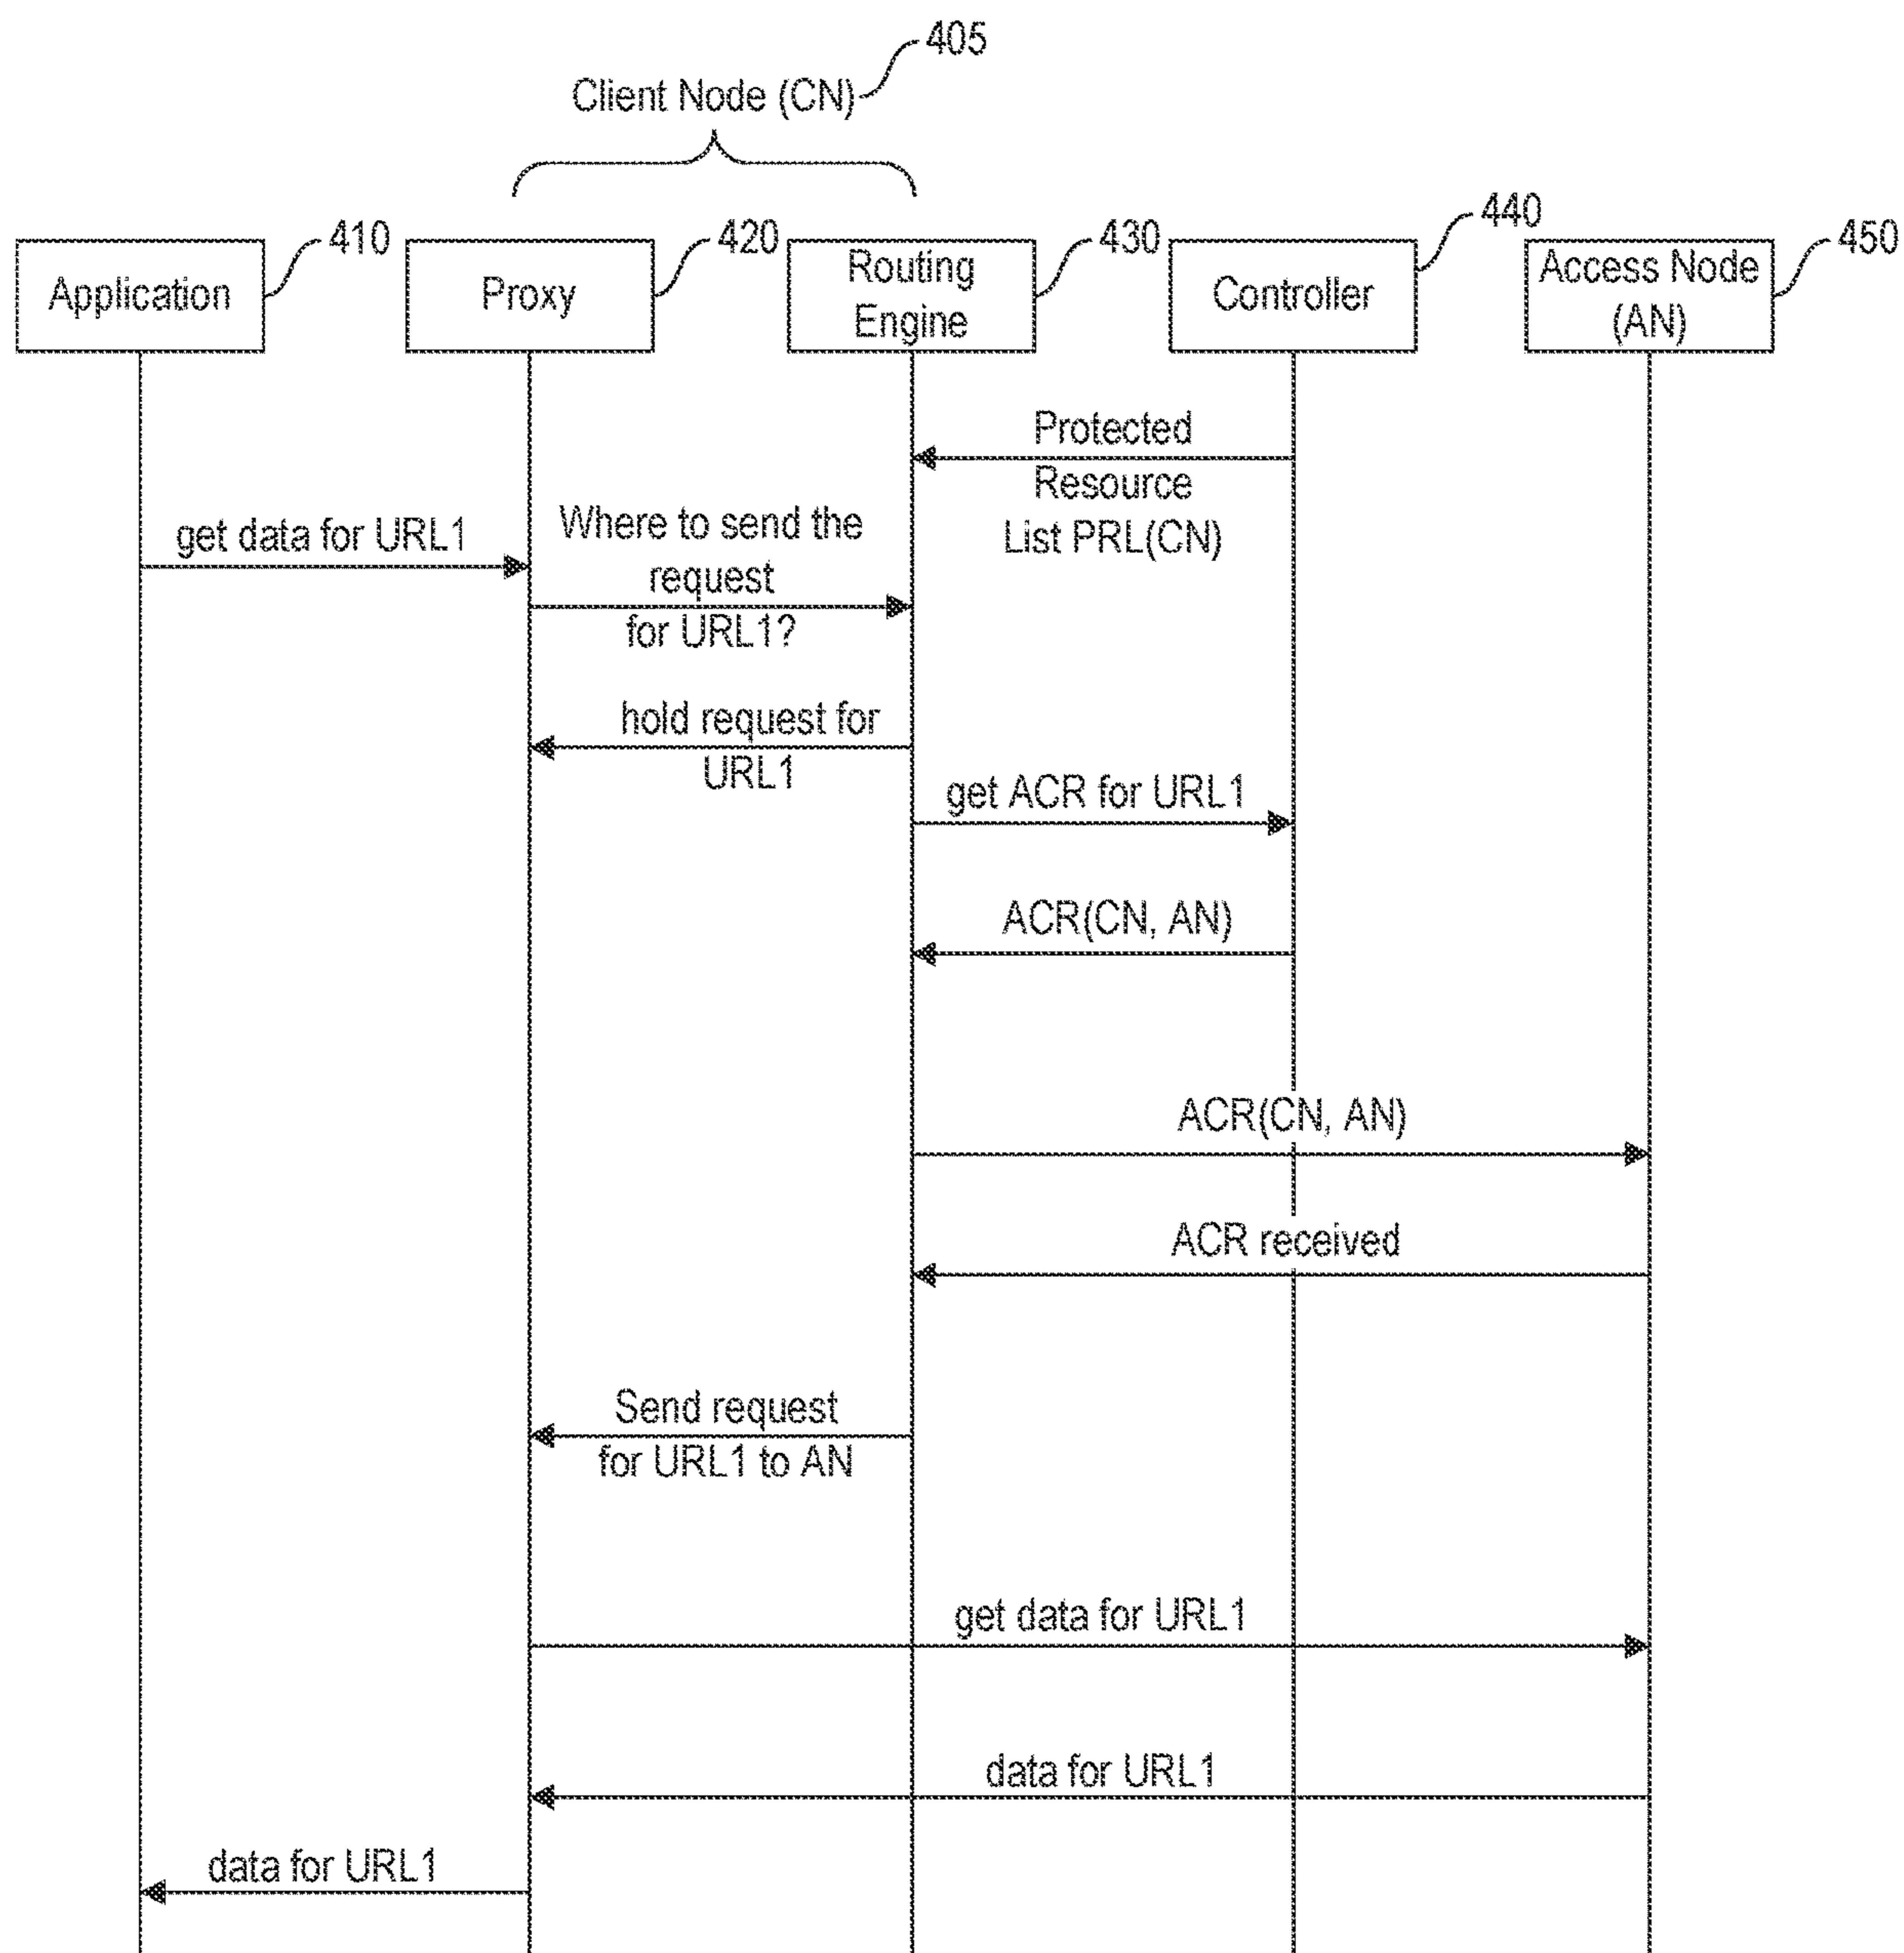 405
Client Node (CN)
410
420
430
440
450
Application
Proxy
Routing
Engine
Controller
Access Node
(AN)
Protected
Resource
List PRL(CN)
get data for URL1
Where to send the
request
for URL1?
hold request for
URL1
get ACR for URL1
ACR(CN, AN)
ACR(CN, AN)
ACR received
Send request
for URL1 to AN
get data for URL1
data for URL1
data for URL1